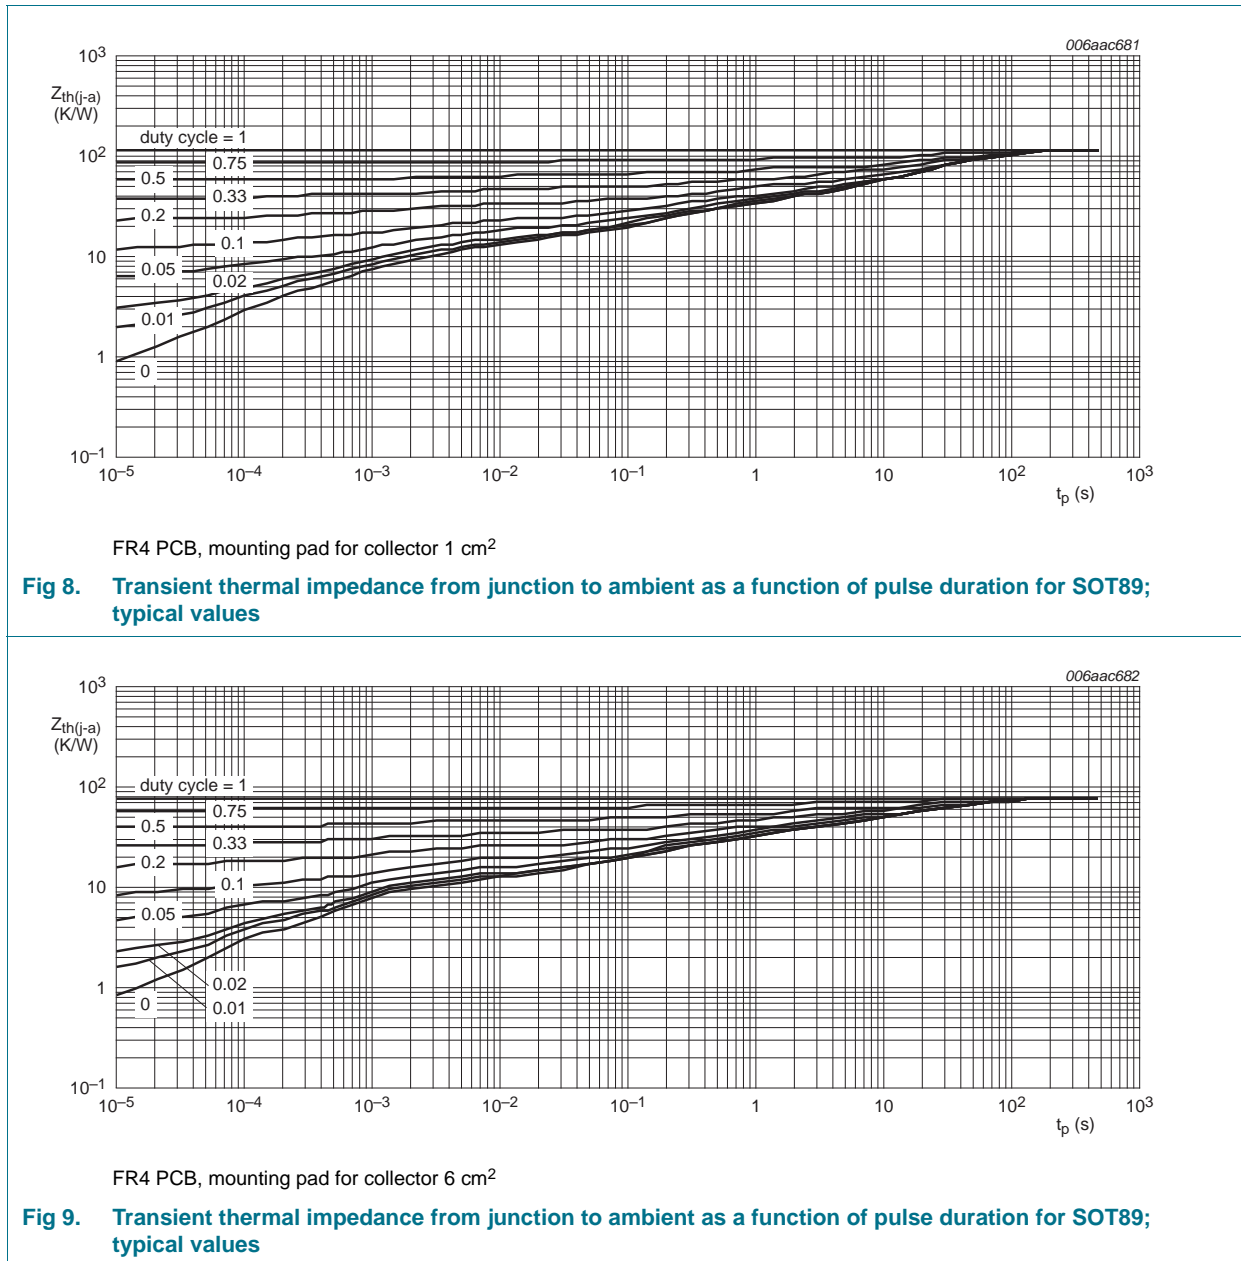 006aac681
10³
Z_th(j-a)
(K/W)
duty cycle = 1
10²
0.75
0.5
0.33
0.2
0.1
10
0.05
0.02
0.01
1
0
10⁻¹
10⁻⁵ 10⁻⁴ 10⁻³ 10⁻² 10⁻¹ 1 10 10² 10³
t_p (s)
FR4 PCB, mounting pad for collector 1 cm²
Fig 8. Transient thermal impedance from junction to ambient as a function of pulse duration for SOT89;
typical values
006aac682
10³
Z_th(j-a)
(K/W)
duty cycle = 1
10²
0.75
0.5
0.33
0.2
0.1
10
0.05
0.02
1
0
0.01
10⁻¹
10⁻⁵ 10⁻⁴ 10⁻³ 10⁻² 10⁻¹ 1 10 10² 10³
t_p (s)
FR4 PCB, mounting pad for collector 6 cm²
Fig 9. Transient thermal impedance from junction to ambient as a function of pulse duration for SOT89;
typical values